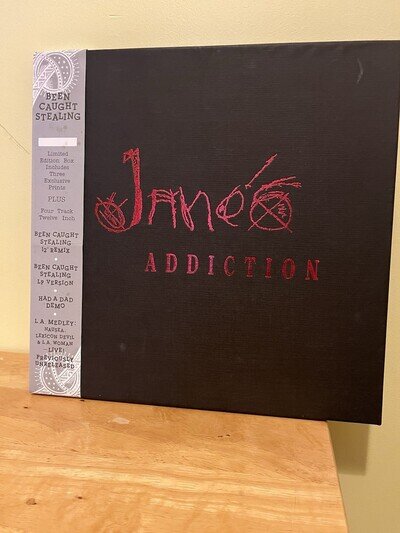 BEEN
CAUGHT
STEALING
Limited
Edition Box
Includes
Three
Exclusive
Prints
PLUS
Four Track
Twelve Inch
BEEN CAUGHT
STEALING
12" REMIX
BEEN CAUGHT
STEALING
LP VERSION
HAD A DAD
DEMO
L.A. MEDLEY:
NAUSEA,
LEXICON DEVIL
& L.A. WOMAN
—LIVE!
PREVIOUSLY
UNRELEASED
JANE'S
ADDICTION